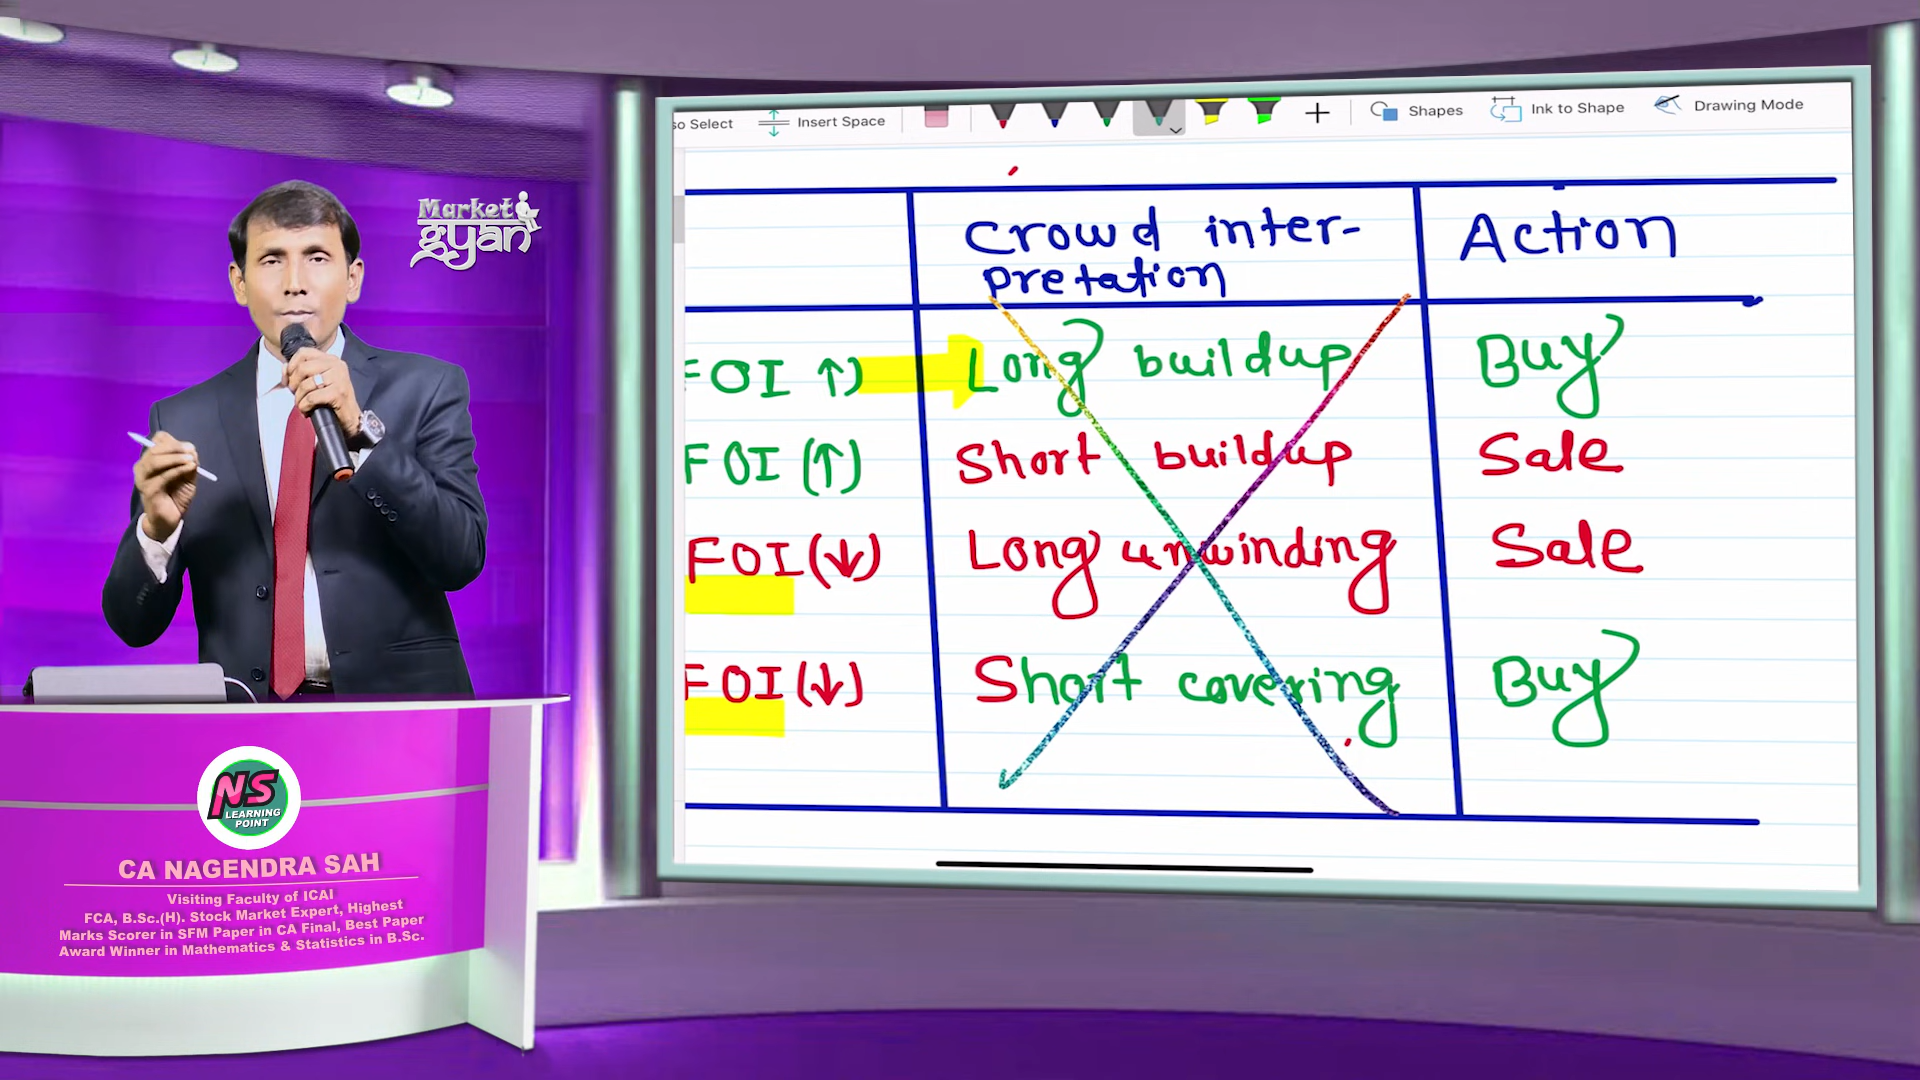 Market
gyan
so Select
Insert Space
Shapes
Ink to Shape
Drawing Mode
Crowd inter-
pretation
Action
FOI ↑)
Long buildup
Buy
FOI (↑)
Short buildup
Sale
FOI (↓)
Long unwinding
Sale
FOI (↓)
Short covering
Buy
NS
LEARNING
POINT
CA NAGENDRA SAH
Visiting Faculty of ICAI
FCA, B.Sc.(H). Stock Market Expert, Highest
Marks Scorer in SFM Paper in CA Final, Best Paper
Award Winner in Mathematics & Statistics in B.Sc.